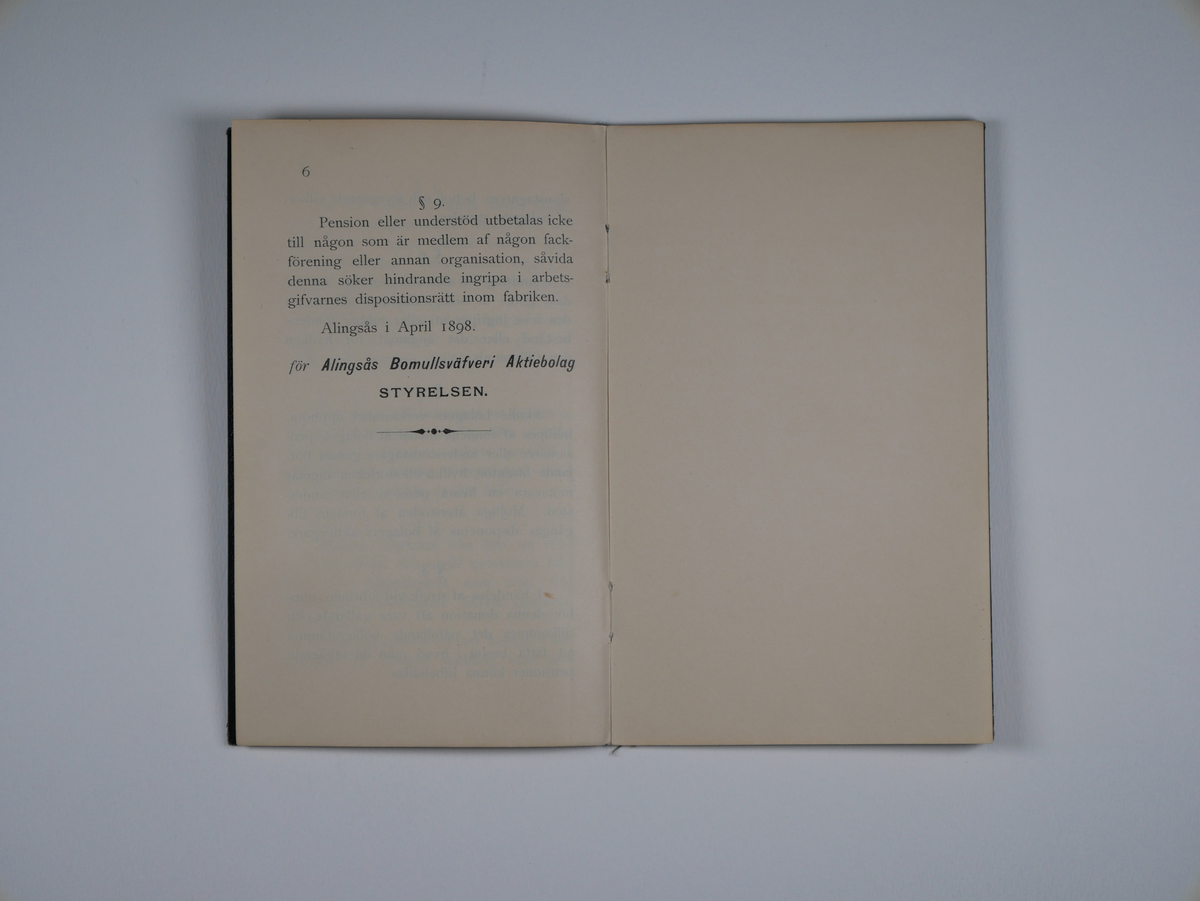 6
§ 9.
Pension eller understöd utbetalas icke
till någon som är medlem af någon fack-
förening eller annan organisation, såvida
denna söker hindrande ingripa i arbets-
gifvarnes dispositionsrätt inom fabriken.
Alingsås i April 1898.
för Alingsås Bomullsväfveri Aktiebolag
STYRELSEN.